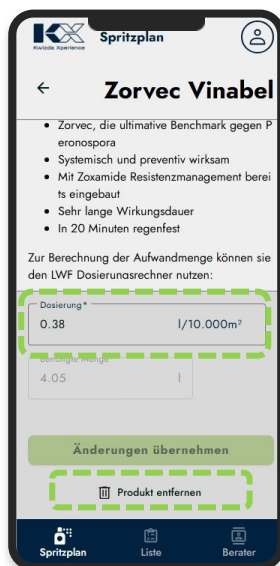 KX
Kwizda Xperience
Spritzplan
← Zorvec Vinabel
• Zorvec, die ultimative Benchmark gegen P
eronospora
• Systemisch und preventiv wirksam
• Mit Zoxamide Resistenzmanagement berei
ts eingebaut
• Sehr lange Wirkungsdauer
• In 20 Minuten regenfest
Zur Berechnung der Aufwandmenge können sie
den LWF Dosierungsrechner nutzen:
Dosierung*
0.38 l/10.000m²
Benötigte Menge
4.05 l
Änderungen übernehmen
Produkt entfernen
Spritzplan Liste Berater